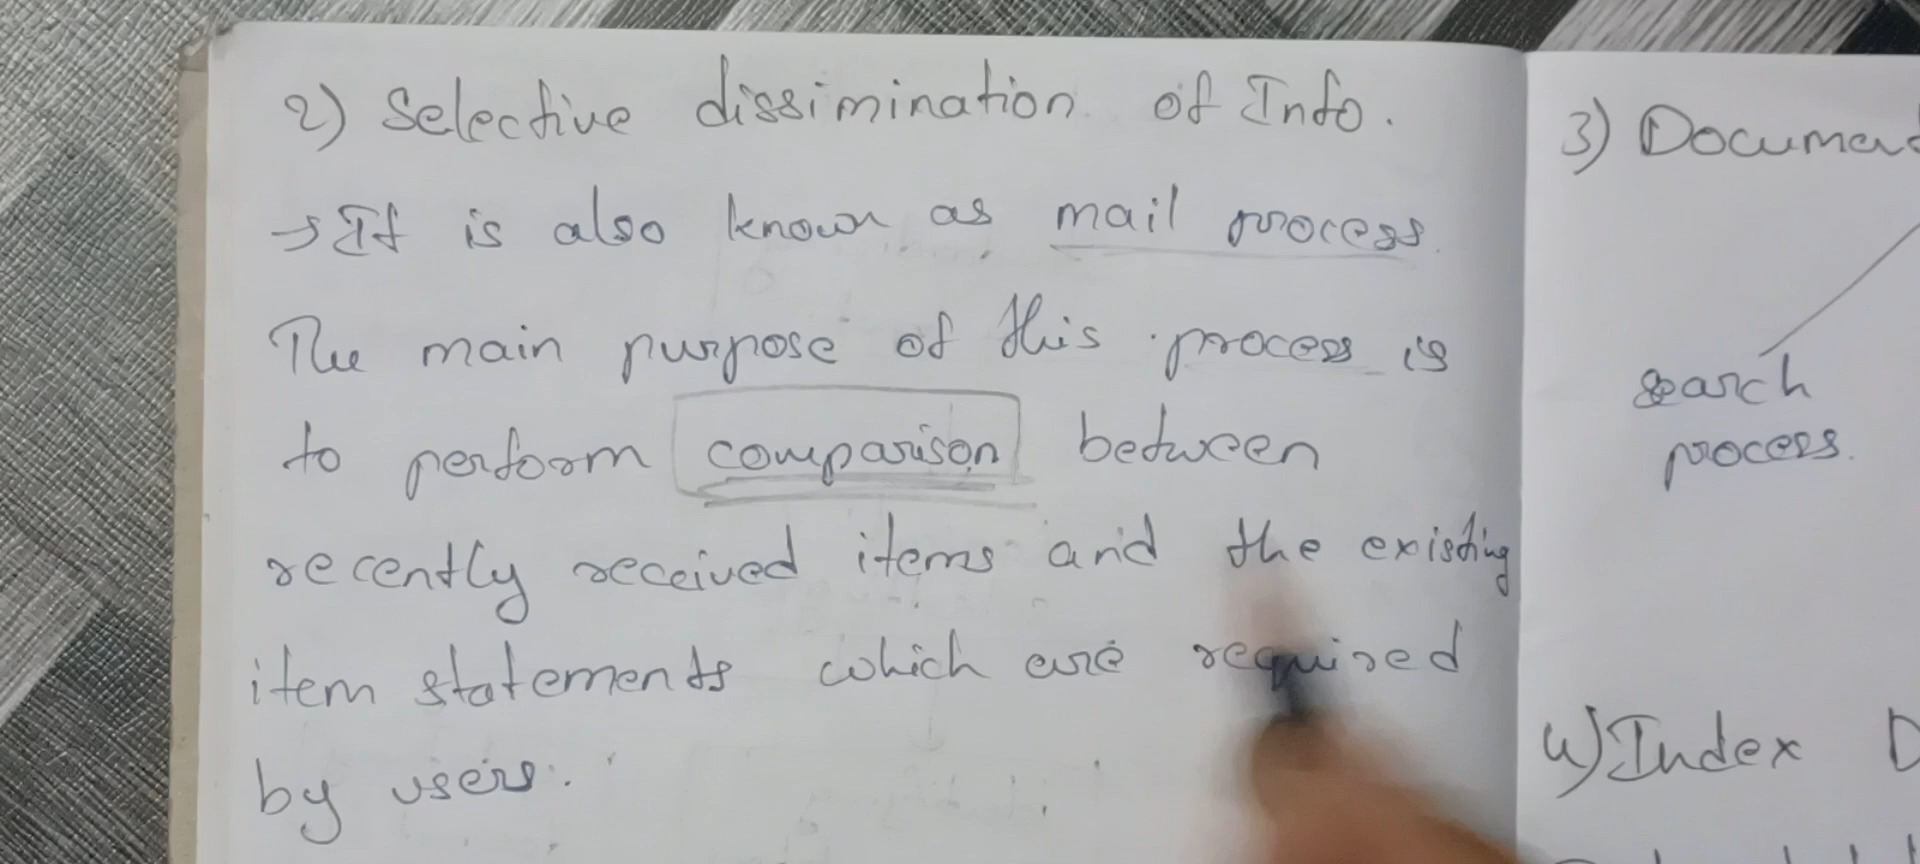 2) Selective dissimination of Info.
→ It is also known as mail process.
The main purpose of this process is
to perform comparison between
recently received items and the existing
item statements which are required
by users.
3) Document
search
process.
4) Index D